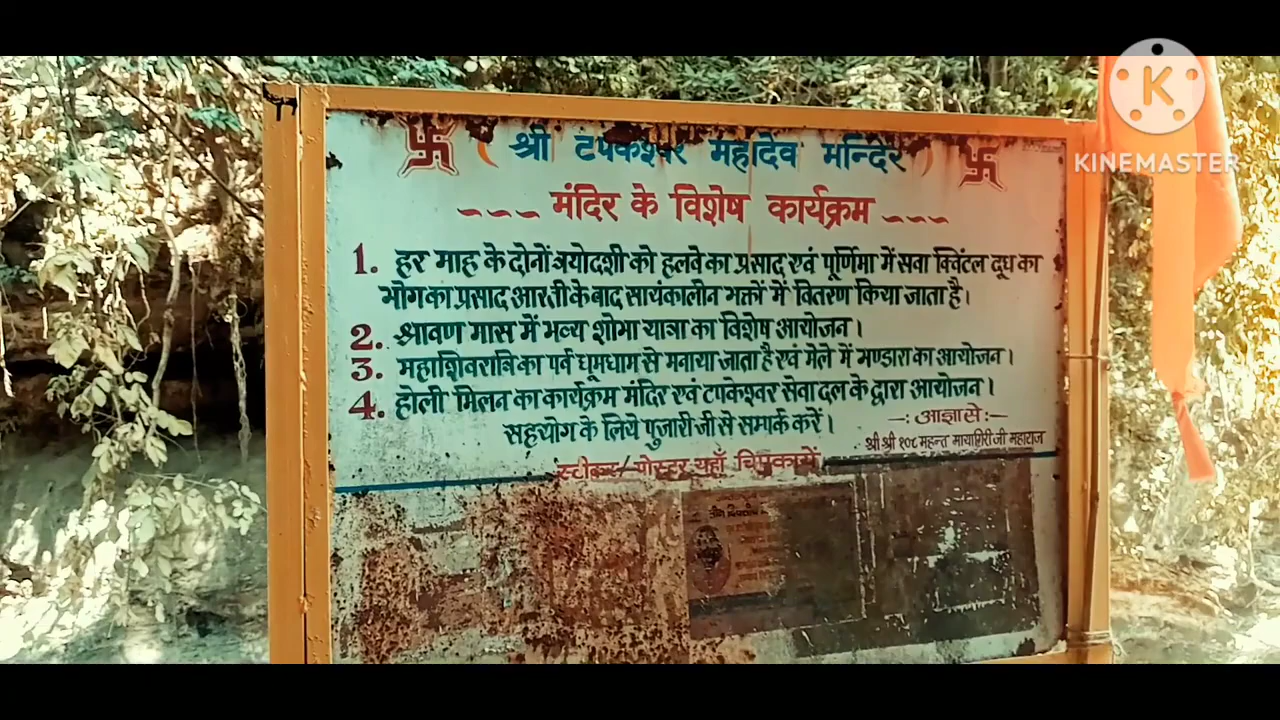 श्री टपकेश्वर महादेव मन्दिर
मंदिर के विशेष कार्यक्रम
1. हर माह के दोनों त्रयोदशी को हलवे का प्रसाद एवं पूर्णिमा में सवा क्विंटल दूध का
भोग का प्रसाद आरती के बाद सायंकालीन भक्तों में वितरण किया जाता है।
2. श्रावण मास में भव्य शोभा यात्रा का विशेष आयोजन।
3. महाशिवरात्रि का पर्व धूमधाम से मनाया जाता है एवं मेले में भण्डारा का आयोजन।
4. होली मिलन का कार्यक्रम मंदिर एवं टपकेश्वर सेवा दल के द्वारा आयोजन।
सहयोग के लिये पुजारी जी से सम्पर्क करें।
-: आज्ञा से :-
श्री श्री १०८ महन्त मायागिरी जी महाराज
स्टीकर/पोस्टर यहाँ चिपकायें
K
KINEMASTER